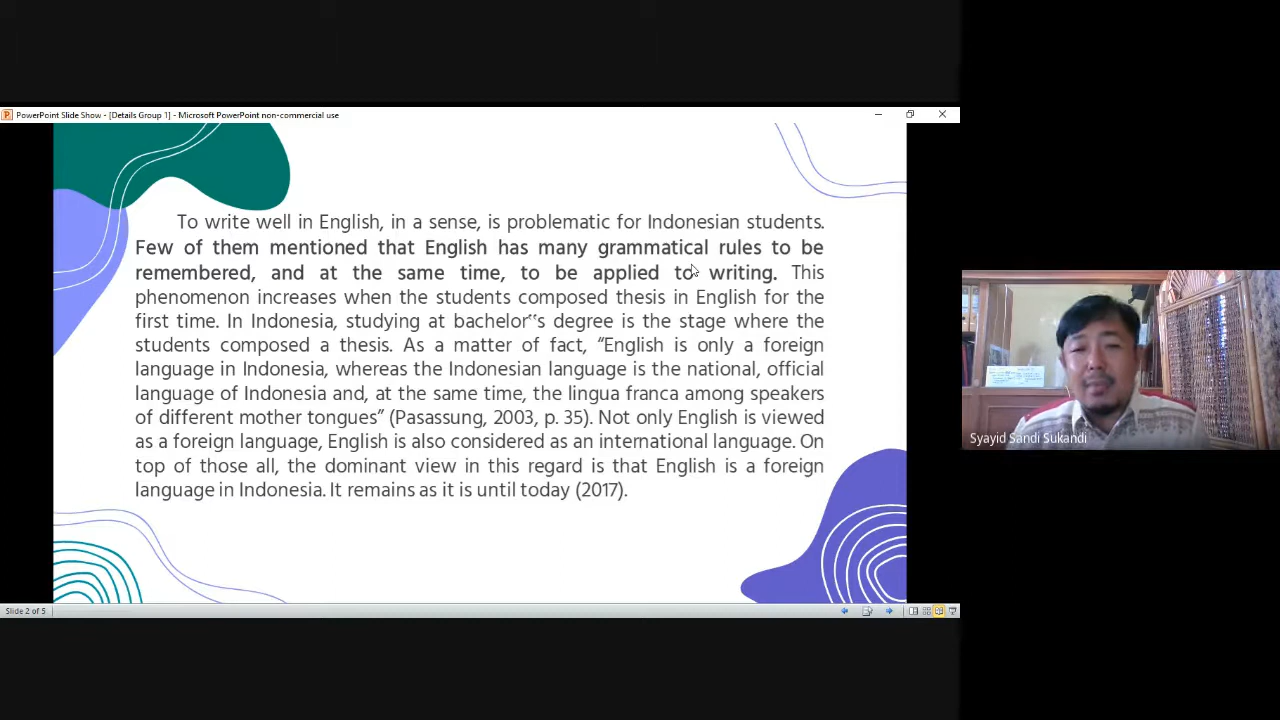 PowerPoint Slide Show - [Details Group 1] - Microsoft PowerPoint non-commercial use
To write well in English, in a sense, is problematic for Indonesian students.
Few of them mentioned that English has many grammatical rules to be
remembered, and at the same time, to be applied to writing. This
phenomenon increases when the students composed thesis in English for the
first time. In Indonesia, studying at bachelor‟s degree is the stage where the
students composed a thesis. As a matter of fact, “English is only a foreign
language in Indonesia, whereas the Indonesian language is the national, official
language of Indonesia and, at the same time, the lingua franca among speakers
of different mother tongues” (Pasassung, 2003, p. 35). Not only English is viewed
as a foreign language, English is also considered as an international language. On
top of those all, the dominant view in this regard is that English is a foreign
language in Indonesia. It remains as it is until today (2017).
Syayid Sandi Sukandi
Slide 2 of 5